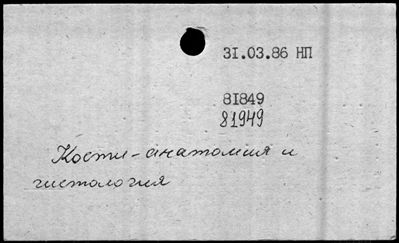 31.03.86 НП
81849
81949
Кости-анатомия и
гистология